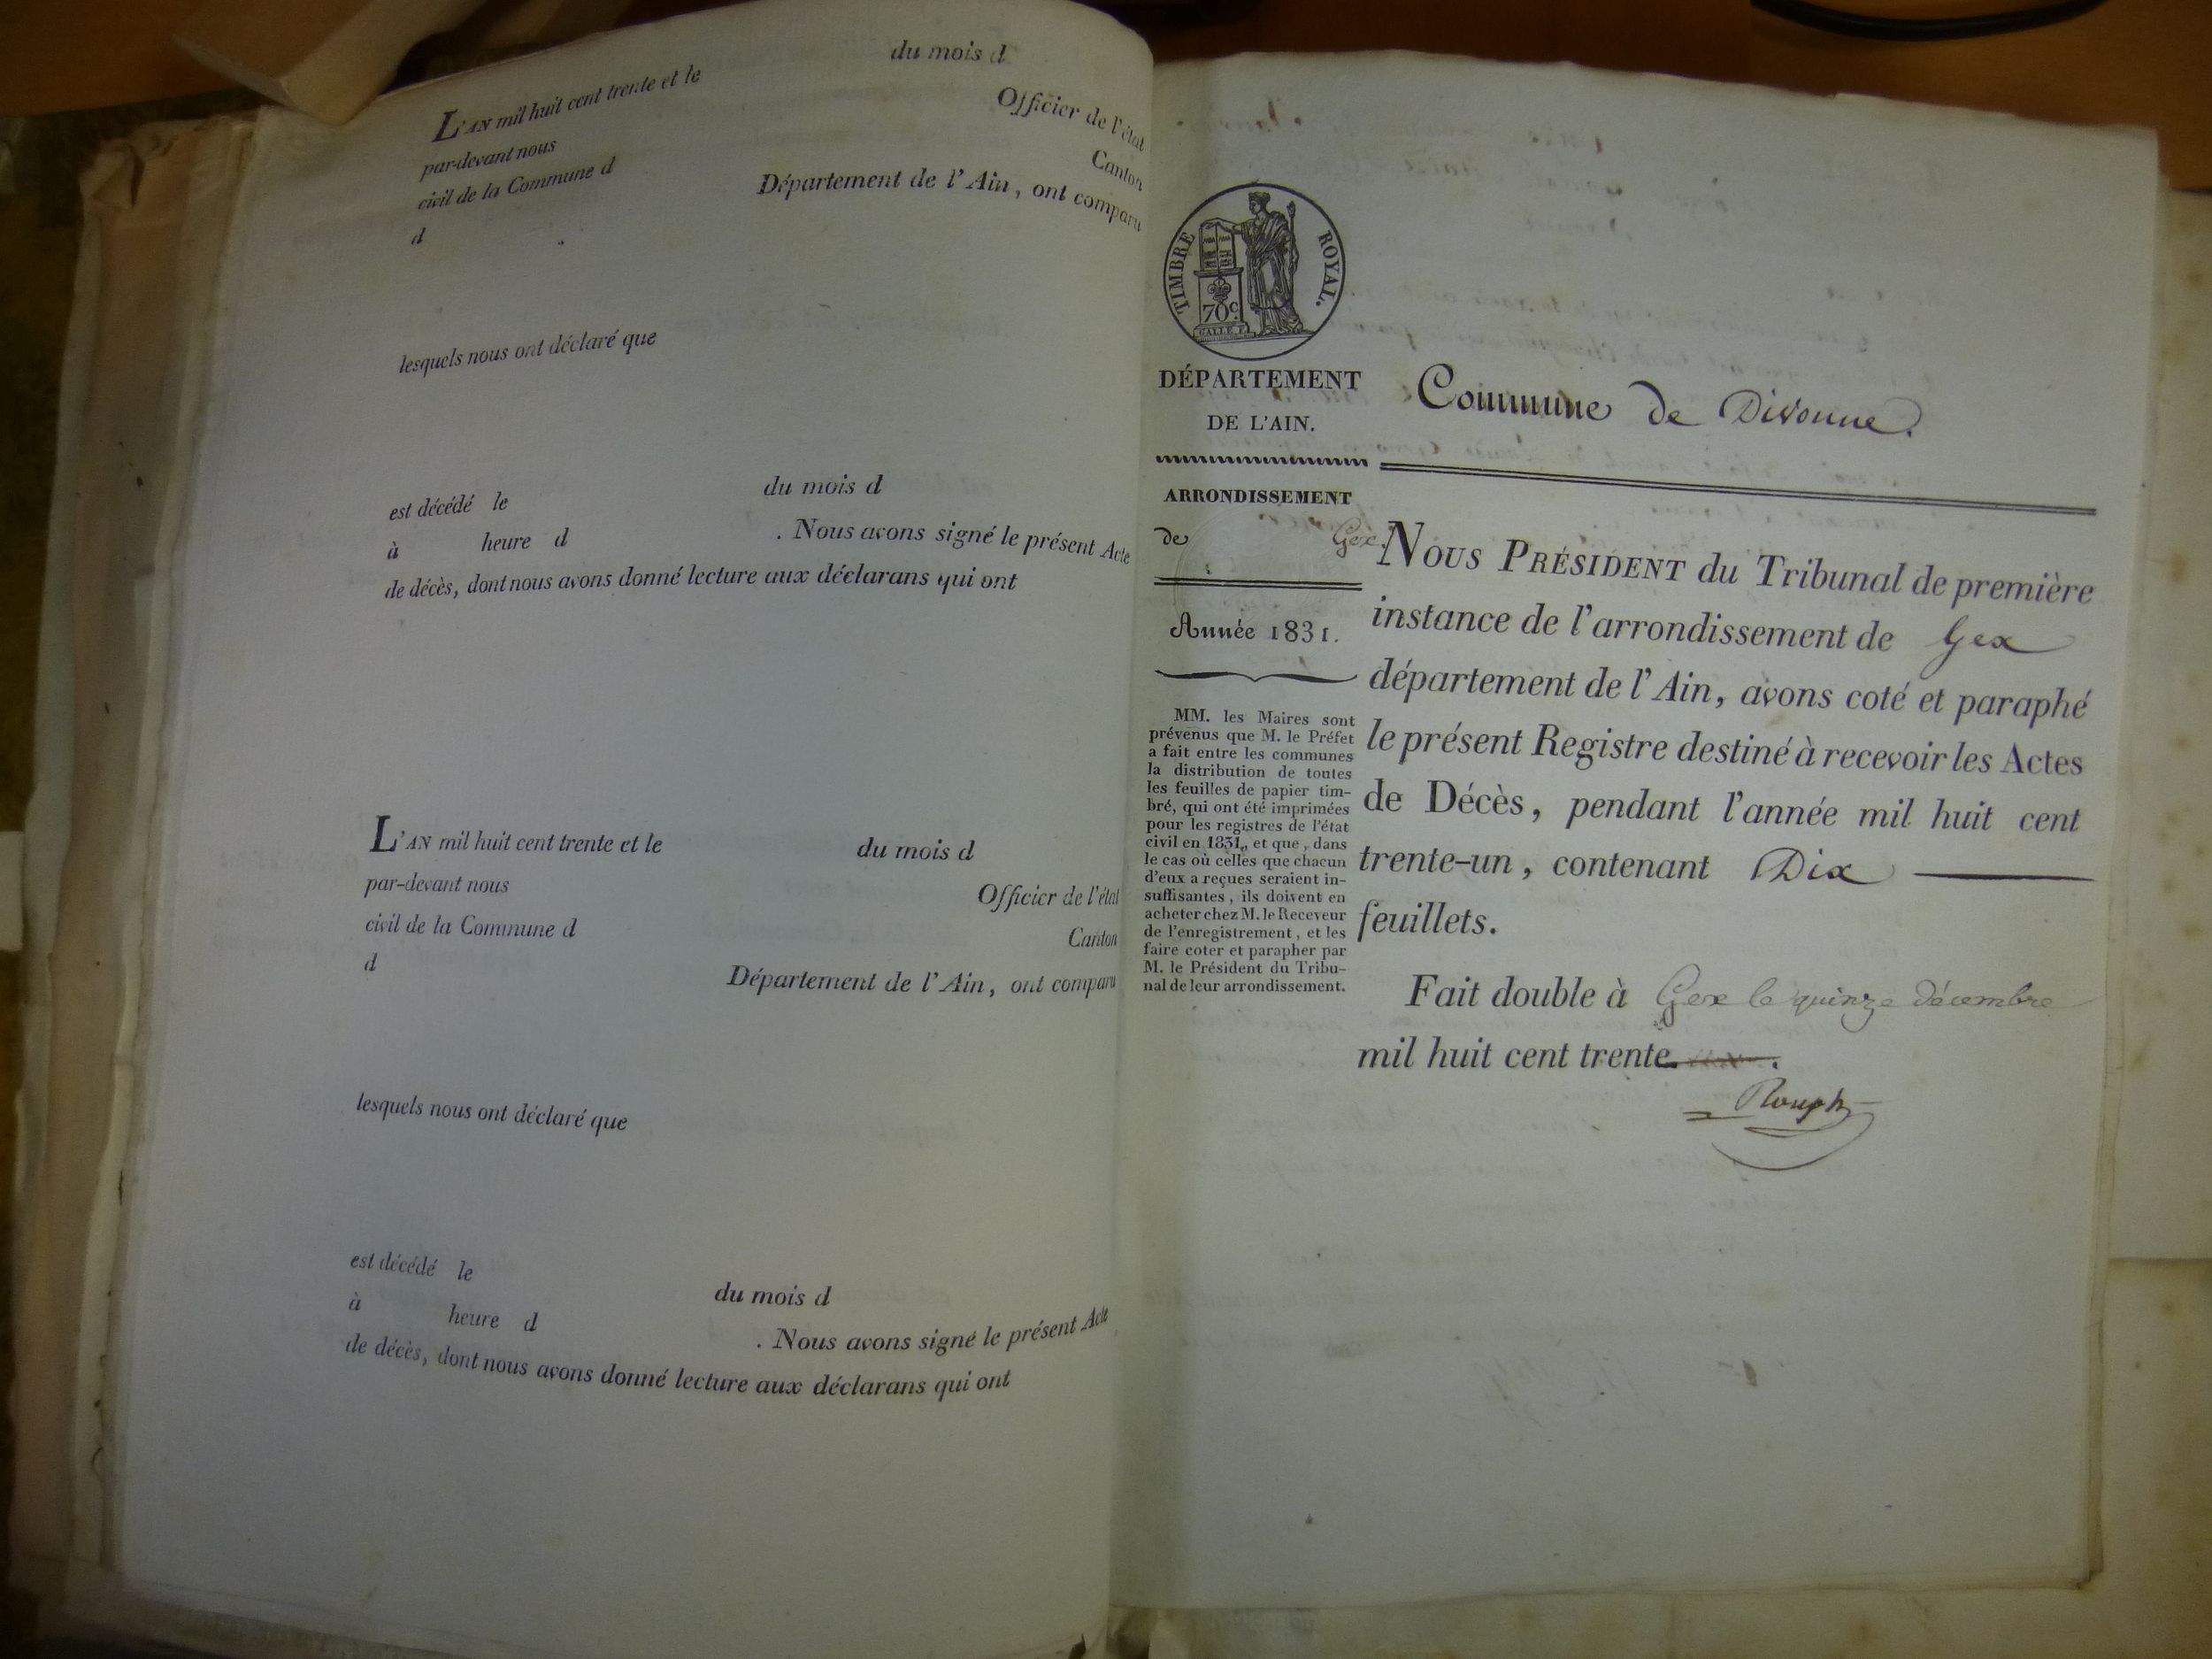 L'AN mil huit cent trente et le
du mois d
par-devant nous
Officier de l'état
civil de la Commune d
Canton
d
Département de l'Ain, ont comparu
lesquels nous ont déclaré que
est décédé le
du mois d
à heure d
. Nous avons signé le présent Acte
de décès, dont nous avons donné lecture aux déclarans qui ont
L'AN mil huit cent trente et le
du mois d
par-devant nous
Officier de l'état
civil de la Commune d
Canton
d
Département de l'Ain, ont comparu
lesquels nous ont déclaré que
est décédé le
du mois d
à heure d
. Nous avons signé le présent Acte
de décès, dont nous avons donné lecture aux déclarans qui ont
TIMBRE ROYAL.
70c.
DÉPARTEMENT
DE L'AIN.
ARRONDISSEMENT
de Gex.
Année 1831.
MM. les Maires sont
prévenus que M. le Préfet
a fait entre les communes
la distribution de toutes
les feuilles de papier tim-
bré, qui ont été imprimées
pour les registres de l'état
civil en 1831, et que, dans
le cas où celles que chacun
d'eux a reçues seraient in-
suffisantes, ils doivent en
acheter chez M. le Receveur
de l'enregistrement, et les
faire coter et parapher par
M. le Président du Tribu-
nal de leur arrondissement.
Commune de Divonne.
NOUS PRÉSIDENT du Tribunal de première
instance de l'arrondissement de Gex
département de l'Ain, avons coté et paraphé
le présent Registre destiné à recevoir les Actes
de Décès, pendant l'année mil huit cent
trente-un, contenant Dix
feuillets.
Fait double à Gex le quinze décembre
mil huit cent trente